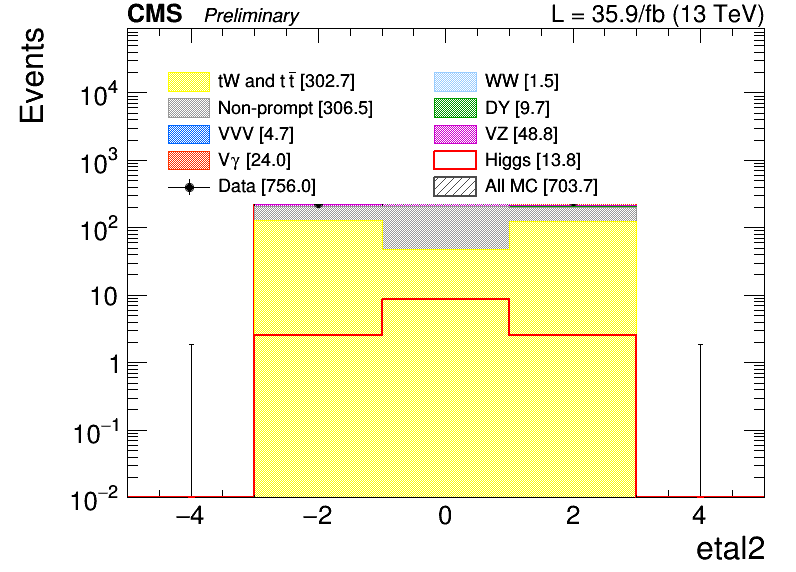 CMS Preliminary L = 35.9/fb (13 TeV)
Events
tW and t t̄ [302.7] WW [1.5]
Non-prompt [306.5] DY [9.7]
VVV [4.7] VZ [48.8]
Vγ [24.0] Higgs [13.8]
Data [756.0] All MC [703.7]
10⁴
10³
10²
10
1
10⁻¹
10⁻²
−4 −2 0 2 4
etal2